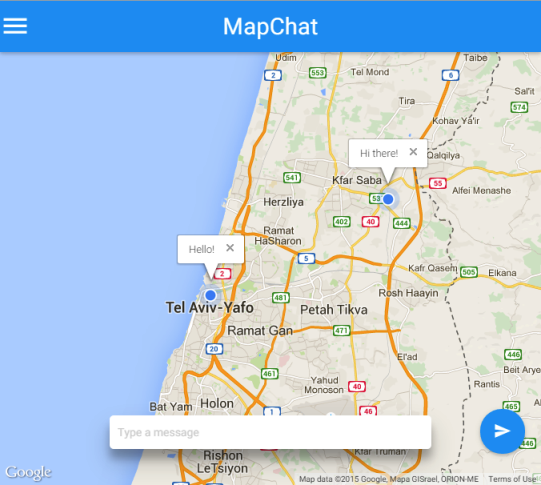 MapChat
Udim
Taibe
2
553
Tel Mond
6
Sal'it
Tira
574
Kohav Ya'ir
Hi there!
Qalqilya
541
Kfar Saba
55
Alfei Menashe
Herzliya
53
402
40
444
Ramat
HaSharon
Hello!
5
2
Kafr Qasem
505
Elkana
481
Rosh Haayin
Tel Aviv-Yafo
Petah Tikva
Ramat Gan
471
20
El'ad
446
461
Yahud
Monoson
40
Beit Arye
Rantis
Bat Yam
Holon
1
46
465
Type a message
446
Rishon
LeTsiyon
Kfar Truman
Google
Map data ©2015 Google, Mapa GISrael, ORION-ME
Terms of Use